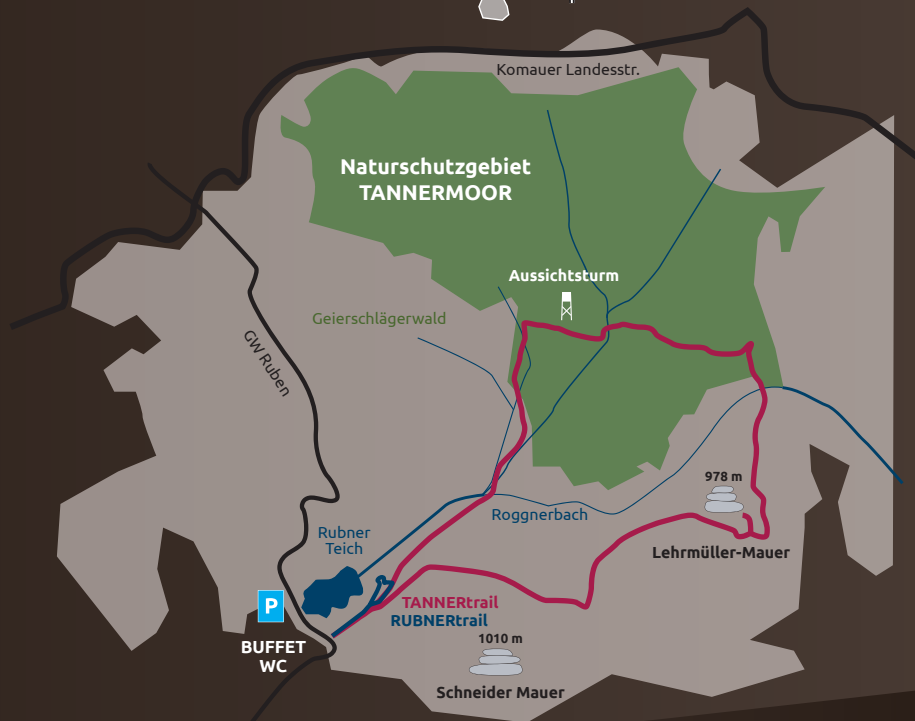 Komauer Landesstr.
Naturschutzgebiet
TANNERMOOR
Aussichtsturm
Geierschlägerwald
GW Ruben
978 m
Roggnerbach
Rubner
Teich
Lehrmüller-Mauer
P
TANNERtrail
RUBNERtrail
BUFFET
WC
1010 m
Schneider Mauer